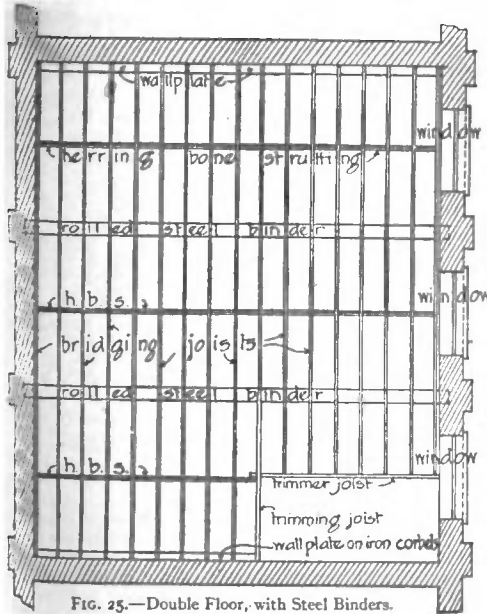 wall plate
window
herring bone strutting
rolled steel binder
h. b. s.
window
bridging joists
rolled steel binder
window
h. b. s.
trimmer joist
trimming joist
wall plate on iron corbels
FIG. 25.—Double Floor, with Steel Binders.